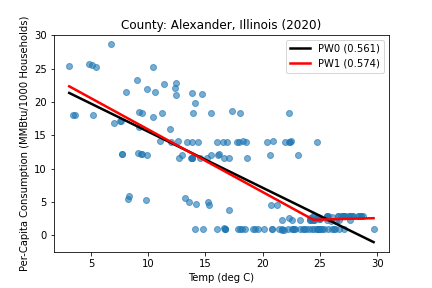 County: Alexander, Illinois (2020)
PW0 (0.561)
PW1 (0.574)
Per-Capita Consumption (MMBtu/1000 Households)
30
25
20
15
10
5
0
5 10 15 20 25 30
Temp (deg C)